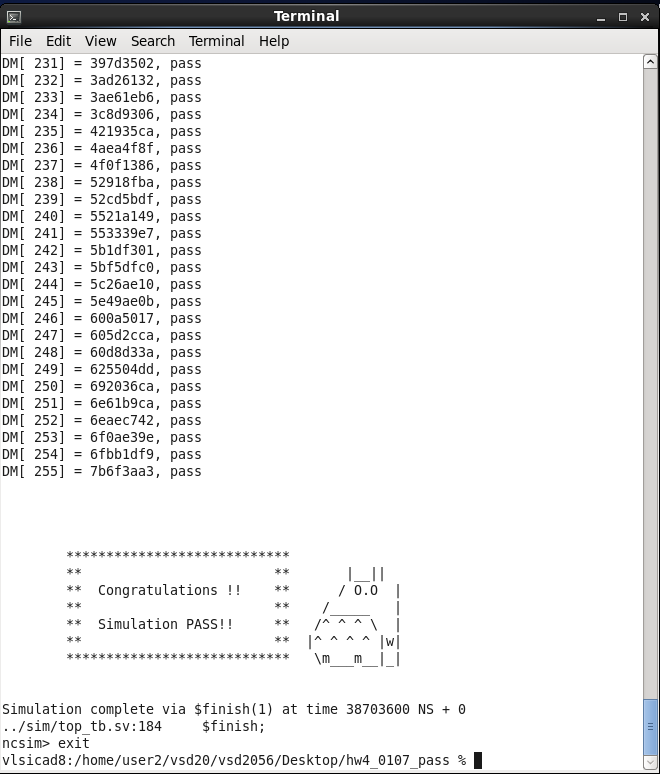 Terminal
File Edit View Search Terminal Help
DM[ 231] = 397d3502, pass
DM[ 232] = 3ad26132, pass
DM[ 233] = 3ae61eb6, pass
DM[ 234] = 3c8d9306, pass
DM[ 235] = 421935ca, pass
DM[ 236] = 4aea4f8f, pass
DM[ 237] = 4f0f1386, pass
DM[ 238] = 52918fba, pass
DM[ 239] = 52cd5bdf, pass
DM[ 240] = 5521a149, pass
DM[ 241] = 553339e7, pass
DM[ 242] = 5b1df301, pass
DM[ 243] = 5bf5dfc0, pass
DM[ 244] = 5c26ae10, pass
DM[ 245] = 5e49ae0b, pass
DM[ 246] = 600a5017, pass
DM[ 247] = 605d2cca, pass
DM[ 248] = 60d8d33a, pass
DM[ 249] = 625504dd, pass
DM[ 250] = 692036ca, pass
DM[ 251] = 6e61b9ca, pass
DM[ 252] = 6eaec742, pass
DM[ 253] = 6f0ae39e, pass
DM[ 254] = 6fbb1df9, pass
DM[ 255] = 7b6f3aa3, pass
        ****************************
        **                        **       |__||
        **  Congratulations !!    **      / O.O  |
        **                        **    /_____   |
        **  Simulation PASS!!     **   /^ ^ ^ \  |
        **                        **  |^ ^ ^ ^ |w|
        ****************************   \m___m__|_|
Simulation complete via $finish(1) at time 38703600 NS + 0
../sim/top_tb.sv:184     $finish;
ncsim> exit
vlsicad8:/home/user2/vsd20/vsd2056/Desktop/hw4_0107_pass %